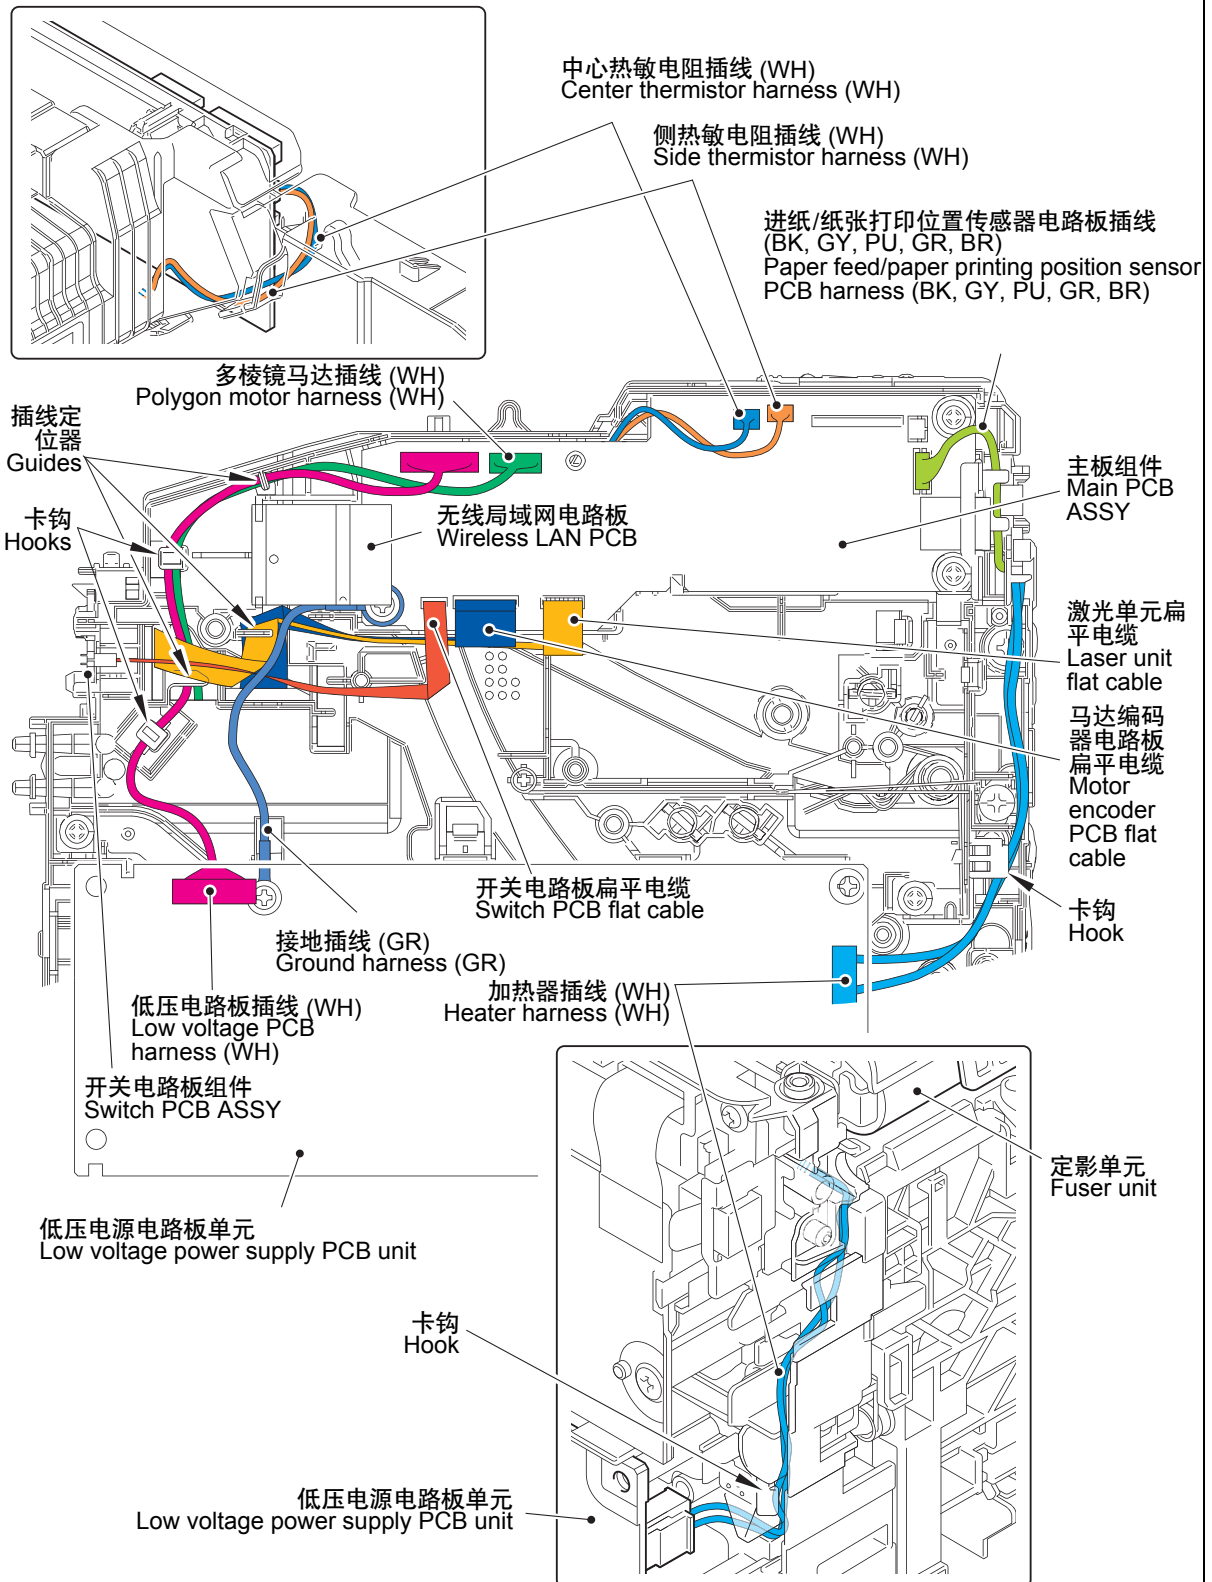 中心热敏电阻插线 (WH)
Center thermistor harness (WH)
侧热敏电阻插线 (WH)
Side thermistor harness (WH)
进纸/纸张打印位置传感器电路板插线
(BK, GY, PU, GR, BR)
Paper feed/paper printing position sensor
PCB harness (BK, GY, PU, GR, BR)
多棱镜马达插线 (WH)
Polygon motor harness (WH)
插线定
位器
Guides
卡钩
Hooks
无线局域网电路板
Wireless LAN PCB
主板组件
Main PCB
ASSY
激光单元扁
平电缆
Laser unit
flat cable
马达编码
器电路板
扁平电缆
Motor
encoder
PCB flat
cable
开关电路板扁平电缆
Switch PCB flat cable
卡钩
Hook
接地插线 (GR)
Ground harness (GR)
加热器插线 (WH)
Heater harness (WH)
低压电路板插线 (WH)
Low voltage PCB
harness (WH)
开关电路板组件
Switch PCB ASSY
定影单元
Fuser unit
低压电源电路板单元
Low voltage power supply PCB unit
卡钩
Hook
低压电源电路板单元
Low voltage power supply PCB unit